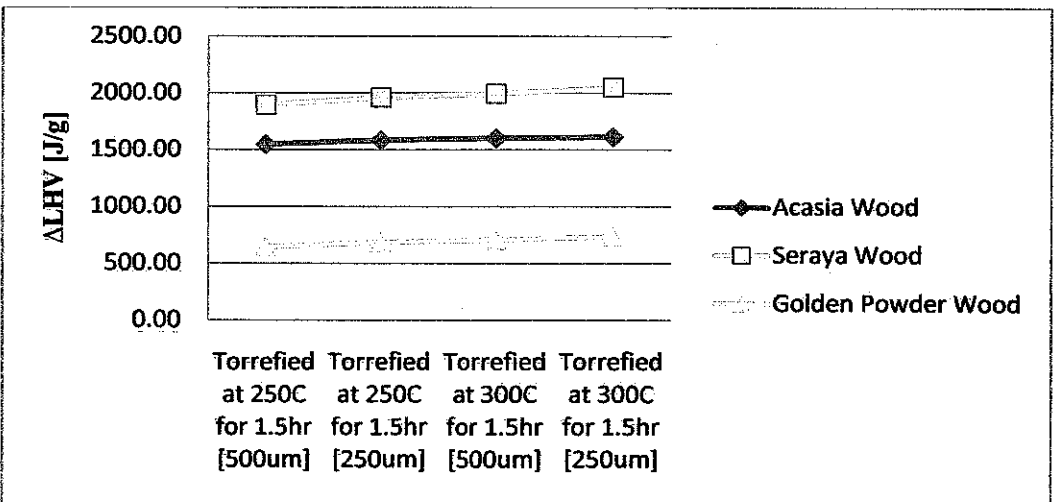 2500.00
2000.00
1500.00
1000.00
500.00
0.00
ΔLHV [J/g]
Torrefied at 250C for 1.5hr [500um]
Torrefied at 250C for 1.5hr [250um]
Torrefied at 300C for 1.5hr [500um]
Torrefied at 300C for 1.5hr [250um]
Acasia Wood
Seraya Wood
Golden Powder Wood